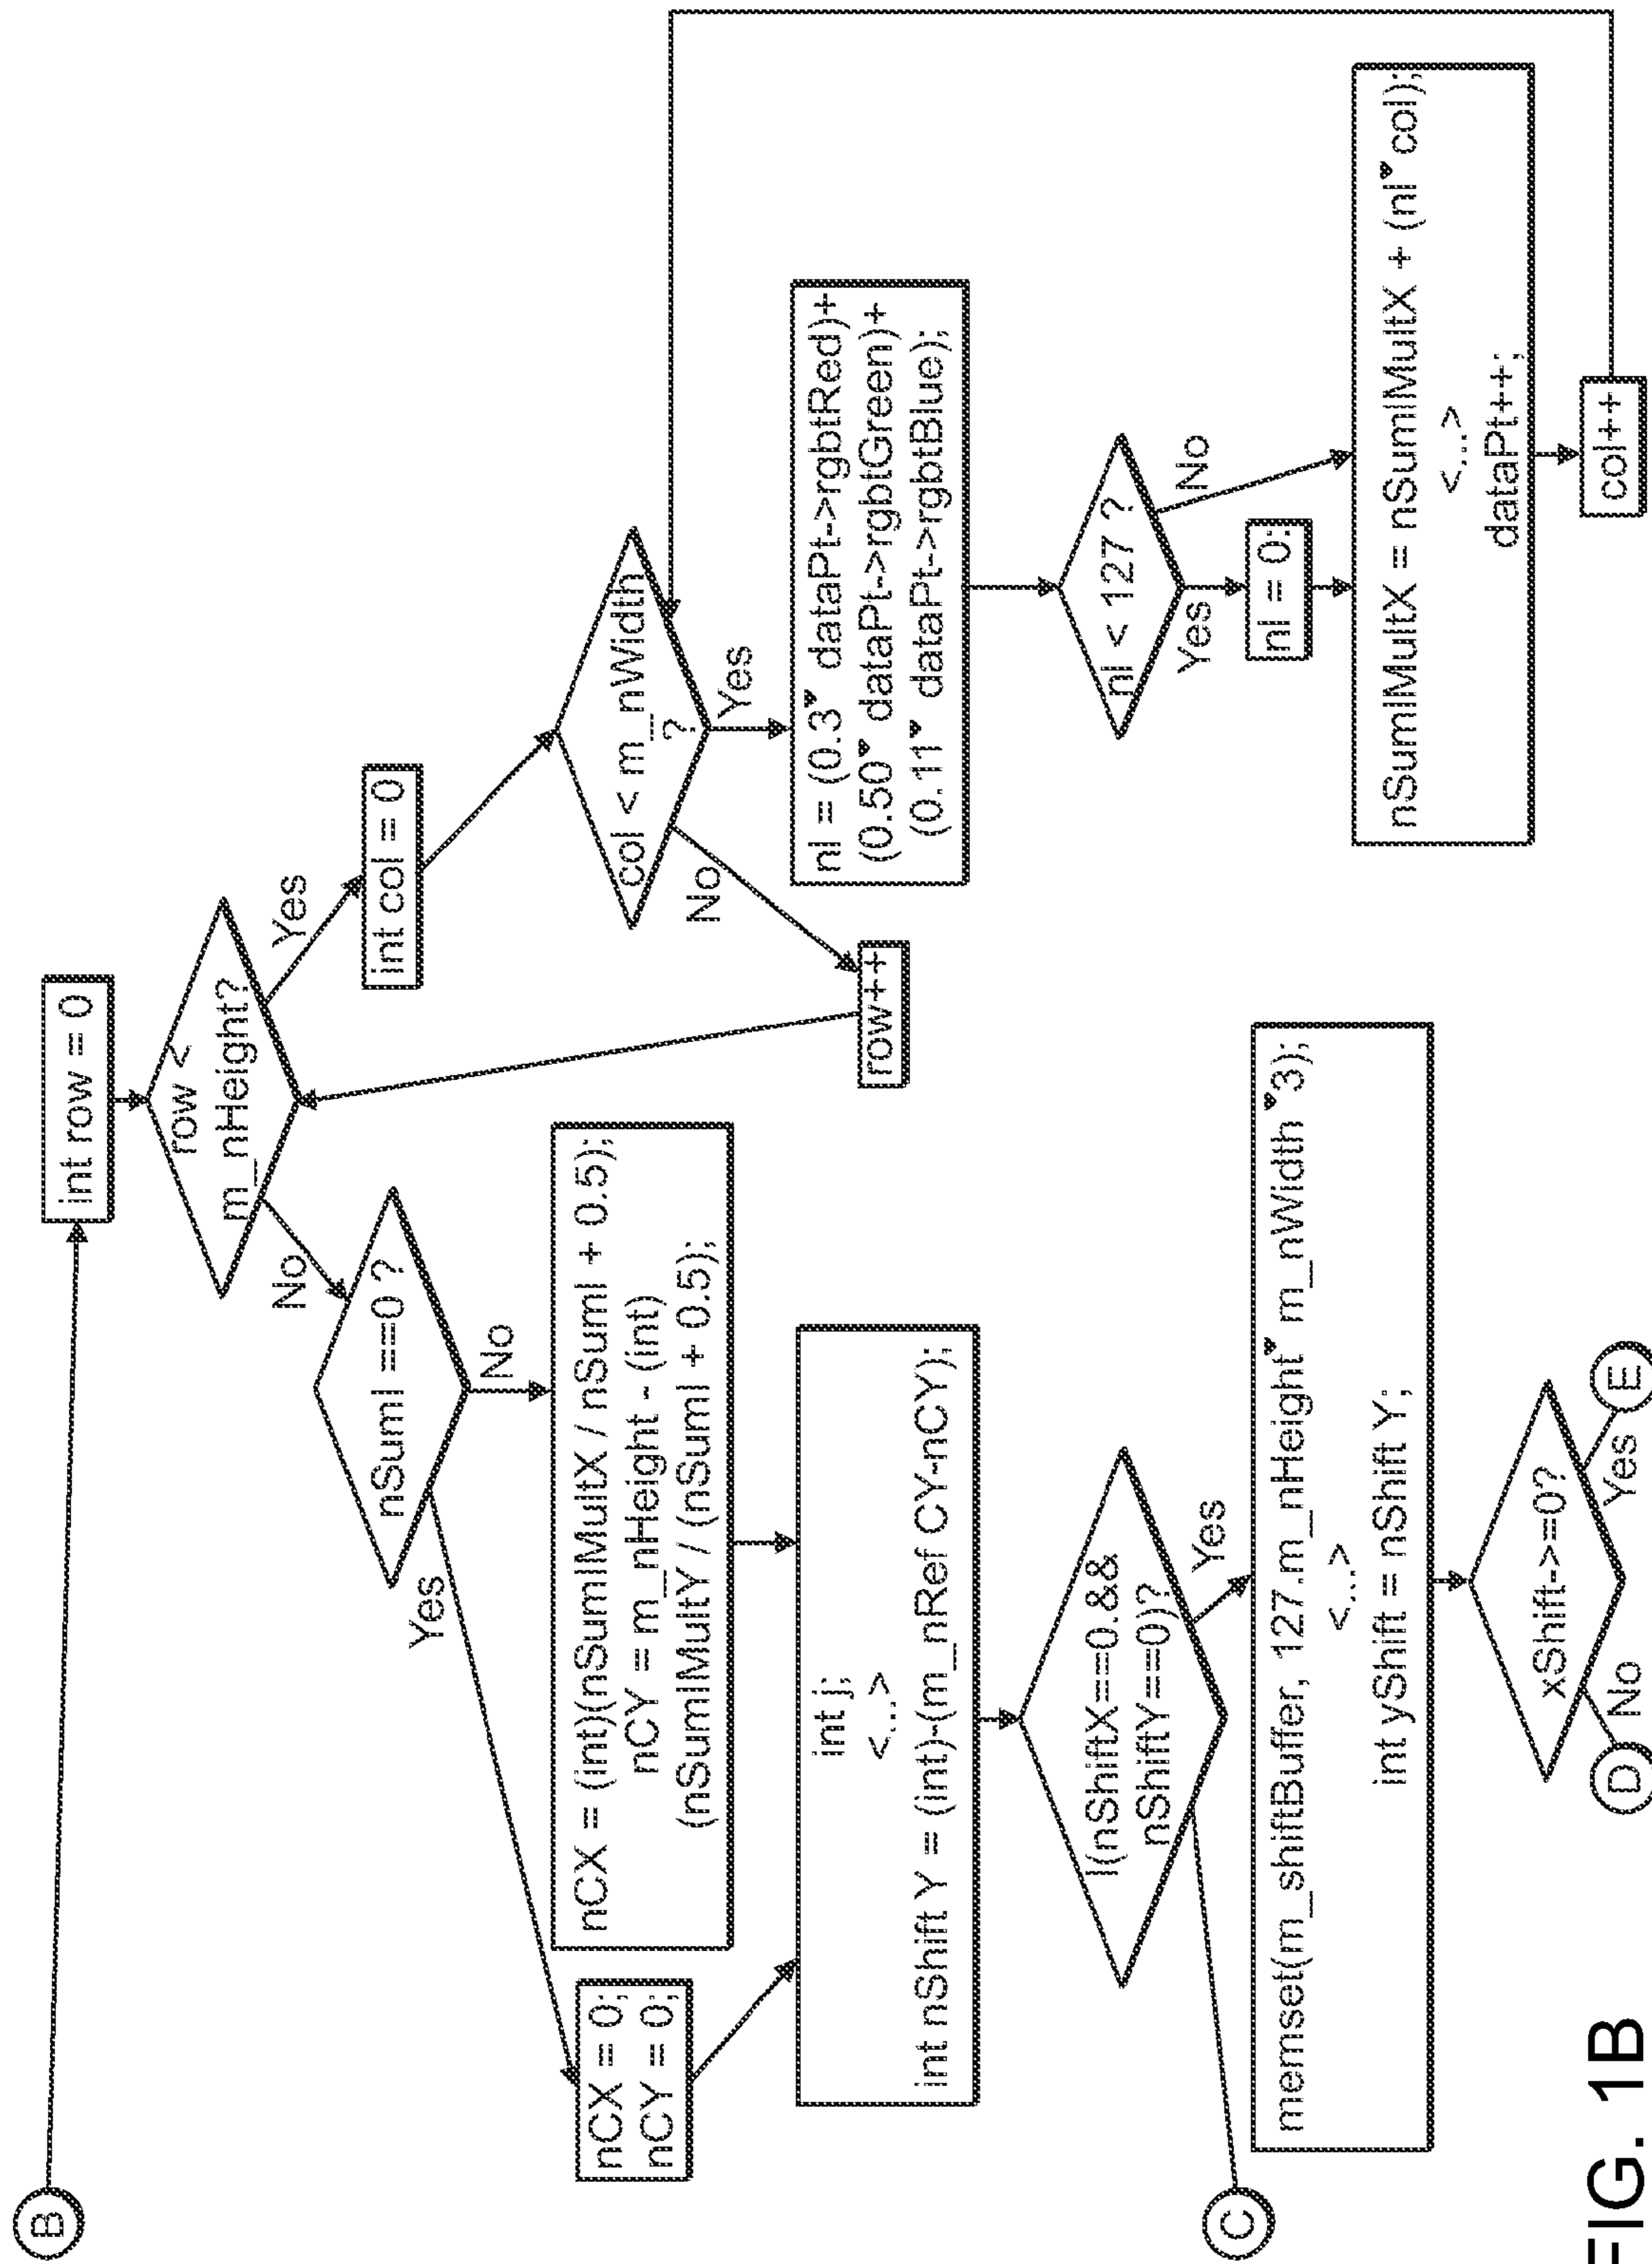 B
int row = 0
row <
m_nHeight?
Yes
No
int col = 0
nSumI ==0 ?
Yes
No
col < m_nWidth
?
Yes
No
nCX = 0;
nCY = 0;
nCX = (int)(nSumIMultX / nSumI + 0.5);
nCY = m_nHeight - (int)
(nSumIMultY / (nSumI + 0.5);
row++
nI = (0.3* dataPt->rgbtRed)+
(0.50* dataPt->rgbtGreen)+
(0.11* dataPt->rgbtBlue);
int j;
<...>
int nShift Y = (int)-(m_nRef CY-nCY);
nI < 127 ?
Yes
No
nI = 0;
!(nShiftX==0.&&
nShiftY==0)?
Yes
C
memset(m_shiftBuffer, 127.m_nHeight* m_nWidth *3);
<...>
int yShift = nShift Y;
nSumIMultX = nSumIMultX + (nI*col);
<...>
dataPt++;
col++
xShift->=0?
No
Yes
D
E
FIG. 1B